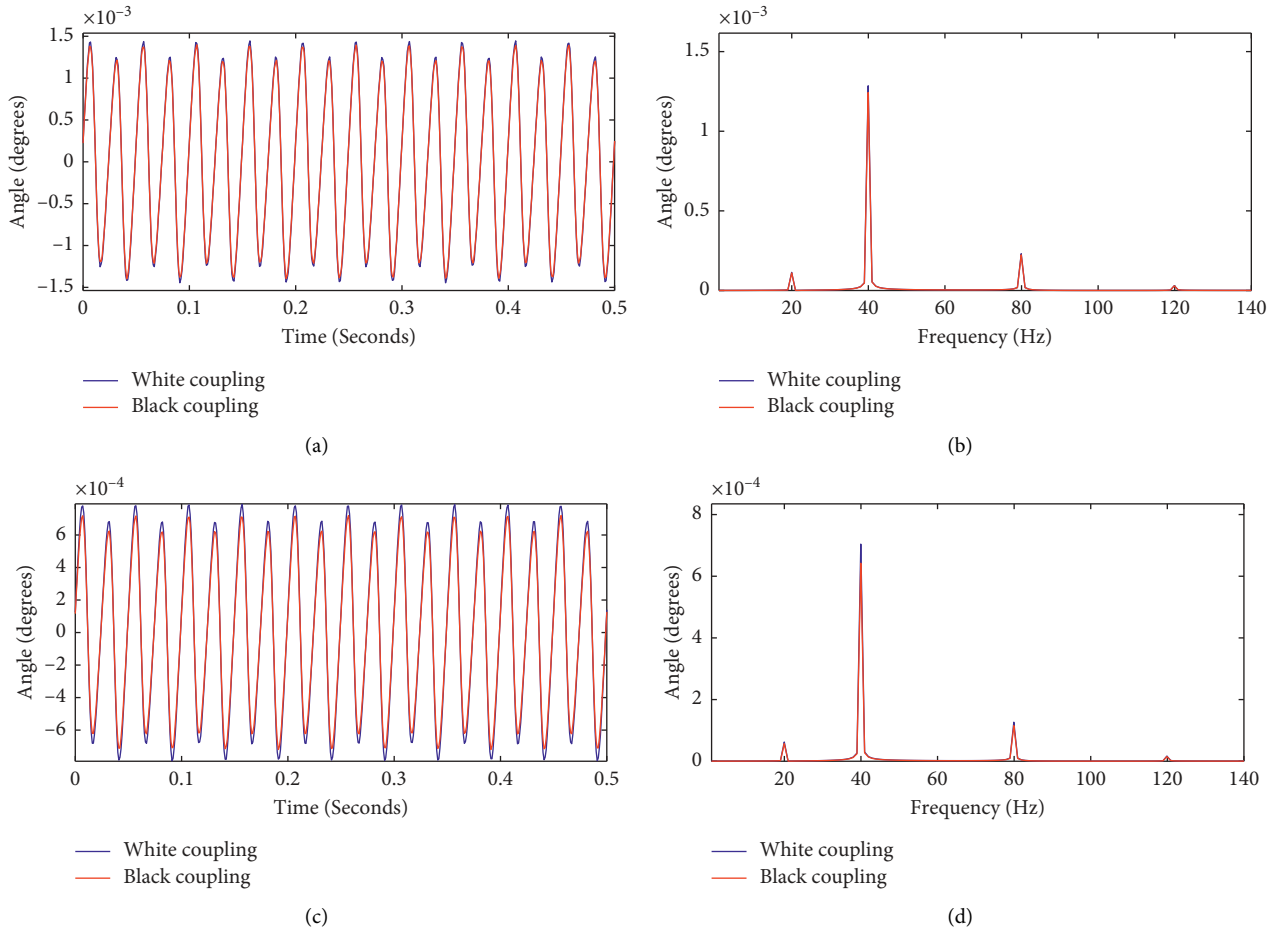 ×10–3
1.5
1
0.5
0
–0.5
–1
–1.5
Angle (degrees)
0 0.1 0.2 0.3 0.4 0.5
Time (Seconds)
White coupling
Black coupling
(a)
×10–3
1.5
1
0.5
0
Angle (degrees)
20 40 60 80 100 120 140
Frequency (Hz)
White coupling
Black coupling
(b)
×10–4
6
4
2
0
–2
–4
–6
Angle (degrees)
0 0.1 0.2 0.3 0.4 0.5
Time (Seconds)
White coupling
Black coupling
(c)
×10–4
8
6
4
2
0
Angle (degrees)
20 40 60 80 100 120 140
Frequency (Hz)
White coupling
Black coupling
(d)